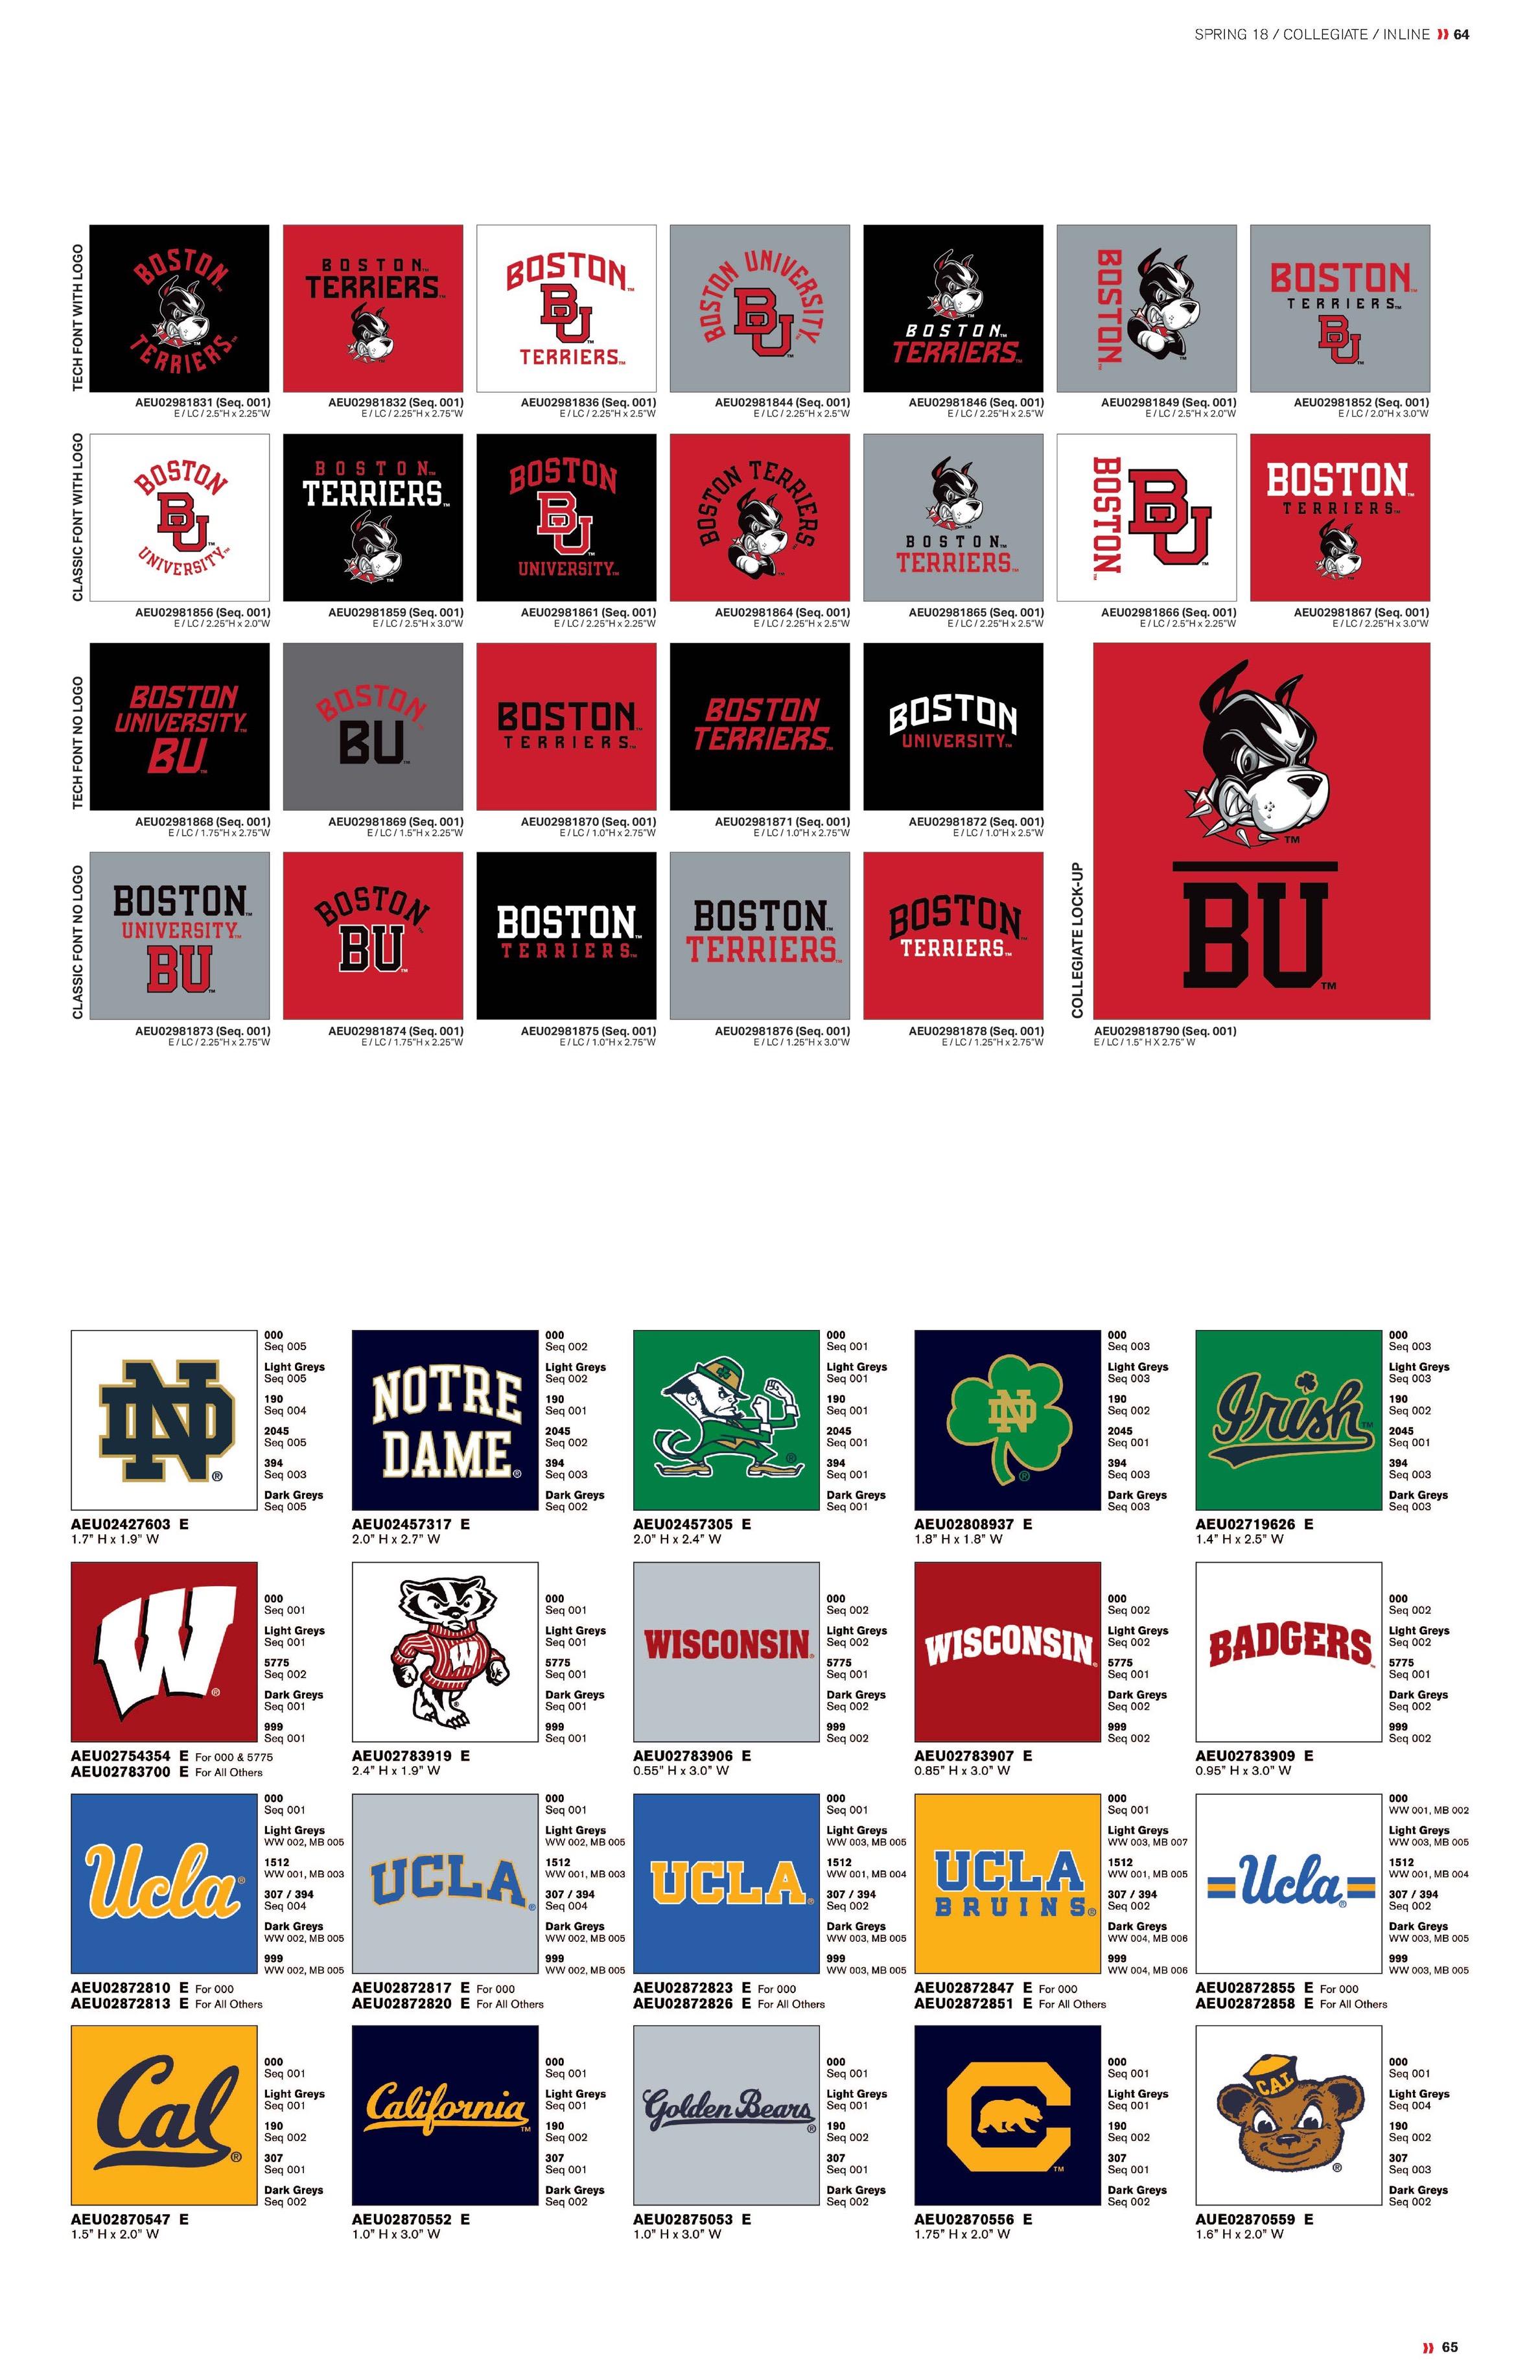 SPRING 18 / COLLEGIATE / INLINE 64
TECH FONT WITH LOGO
BOSTON™
TERRIERS™
BOSTON™
TERRIERS™
BOSTON™
BU
TERRIERS™
BOSTON UNIVERSITY™
BU
BOSTON™
TERRIERS™
BOSTON™
BOSTON™
TERRIERS™
BU
AEU02981831 (Seq. 001)
E / LC / 2.5"H x 2.25"W
AEU02981832 (Seq. 001)
E / LC / 2.25"H x 2.75"W
AEU02981836 (Seq. 001)
E / LC / 2.25"H x 2.5"W
AEU02981844 (Seq. 001)
E / LC / 2.25"H x 2.5"W
AEU02981846 (Seq. 001)
E / LC / 2.25"H x 2.5"W
AEU02981849 (Seq. 001)
E / LC / 2.5"H x 2.0"W
AEU02981852 (Seq. 001)
E / LC / 2.0"H x 3.0"W
CLASSIC FONT WITH LOGO
BOSTON
BU
UNIVERSITY™
BOSTON™
TERRIERS™
BOSTON
BU
UNIVERSITY™
BOSTON TERRIERS™
BOSTON™
TERRIERS™
BOSTON™
BU
BOSTON™
TERRIERS™
AEU02981856 (Seq. 001)
E / LC / 2.25"H x 2.0"W
AEU02981859 (Seq. 001)
E / LC / 2.5"H x 3.0"W
AEU02981861 (Seq. 001)
E / LC / 2.25"H x 2.25"W
AEU02981864 (Seq. 001)
E / LC / 2.25"H x 2.5"W
AEU02981865 (Seq. 001)
E / LC / 2.25"H x 2.5"W
AEU02981866 (Seq. 001)
E / LC / 2.5"H x 2.25"W
AEU02981867 (Seq. 001)
E / LC / 2.25"H x 3.0"W
TECH FONT NO LOGO
BOSTON
UNIVERSITY™
BU™
BOSTON™
BU™
BOSTON™
TERRIERS™
BOSTON
TERRIERS™
BOSTON
UNIVERSITY™
AEU02981868 (Seq. 001)
E / LC / 1.75"H x 2.75"W
AEU02981869 (Seq. 001)
E / LC / 1.5"H x 2.25"W
AEU02981870 (Seq. 001)
E / LC / 1.0"H x 2.75"W
AEU02981871 (Seq. 001)
E / LC / 1.0"H x 2.75"W
AEU02981872 (Seq. 001)
E / LC / 1.0"H x 2.5"W
CLASSIC FONT NO LOGO
BOSTON™
UNIVERSITY™
BU™
BOSTON™
BU™
BOSTON™
TERRIERS™
BOSTON™
TERRIERS™
BOSTON™
TERRIERS™
AEU02981873 (Seq. 001)
E / LC / 2.25"H x 2.75"W
AEU02981874 (Seq. 001)
E / LC / 1.75"H x 2.25"W
AEU02981875 (Seq. 001)
E / LC / 1.0"H x 2.75"W
AEU02981876 (Seq. 001)
E / LC / 1.25"H x 3.0"W
AEU02981878 (Seq. 001)
E / LC / 1.25"H x 2.75"W
COLLEGIATE LOCK-UP
™
BU™
AEU029818790 (Seq. 001)
E / LC / 1.5" H X 2.75" W
ND®
000
Seq 005
Light Greys
Seq 005
190
Seq 004
2045
Seq 005
394
Seq 003
Dark Greys
Seq 005
AEU02427603 E
1.7" H x 1.9" W
NOTRE
DAME®
000
Seq 002
Light Greys
Seq 002
190
Seq 001
2045
Seq 002
394
Seq 003
Dark Greys
Seq 002
AEU02457317 E
2.0" H x 2.7" W
®
000
Seq 001
Light Greys
Seq 001
190
Seq 001
2045
Seq 001
394
Seq 001
Dark Greys
Seq 001
AEU02457305 E
2.0" H x 2.4" W
ND
®
000
Seq 003
Light Greys
Seq 003
190
Seq 002
2045
Seq 001
394
Seq 003
Dark Greys
Seq 003
AEU02808937 E
1.8" H x 1.8" W
Irish™
000
Seq 003
Light Greys
Seq 003
190
Seq 002
2045
Seq 001
394
Seq 003
Dark Greys
Seq 003
AEU02719626 E
1.4" H x 2.5" W
W®
000
Seq 001
Light Greys
Seq 001
5775
Seq 002
Dark Greys
Seq 001
999
Seq 001
AEU02754354 E For 000 & 5775
AEU02783700 E For All Others
W
®
000
Seq 001
Light Greys
Seq 001
5775
Seq 001
Dark Greys
Seq 001
999
Seq 001
AEU02783919 E
2.4" H x 1.9" W
WISCONSIN®
000
Seq 002
Light Greys
Seq 002
5775
Seq 001
Dark Greys
Seq 002
999
Seq 002
AEU02783906 E
0.55" H x 3.0" W
WISCONSIN®
000
Seq 002
Light Greys
Seq 002
5775
Seq 001
Dark Greys
Seq 002
999
Seq 002
AEU02783907 E
0.85" H x 3.0" W
BADGERS™
000
Seq 002
Light Greys
Seq 002
5775
Seq 001
Dark Greys
Seq 002
999
Seq 002
AEU02783909 E
0.95" H x 3.0" W
Ucla®
000
Seq 001
Light Greys
WW 002, MB 005
1512
WW 001, MB 003
307 / 394
Seq 004
Dark Greys
WW 002, MB 005
999
WW 002, MB 005
AEU02872810 E For 000
AEU02872813 E For All Others
UCLA®
000
Seq 001
Light Greys
WW 002, MB 005
1512
WW 001, MB 003
307 / 394
Seq 004
Dark Greys
WW 002, MB 005
999
WW 002, MB 005
AEU02872817 E For 000
AEU02872820 E For All Others
UCLA®
000
Seq 001
Light Greys
WW 003, MB 005
1512
WW 001, MB 004
307 / 394
Seq 002
Dark Greys
WW 003, MB 005
999
WW 003, MB 005
AEU02872823 E For 000
AEU02872826 E For All Others
UCLA
BRUINS®
000
Seq 001
Light Greys
WW 003, MB 007
1512
WW 001, MB 005
307 / 394
Seq 002
Dark Greys
WW 004, MB 006
999
WW 004, MB 006
AEU02872847 E For 000
AEU02872851 E For All Others
Ucla®
000
WW 001, MB 002
Light Greys
WW 003, MB 005
1512
WW 001, MB 004
307 / 394
Seq 002
Dark Greys
WW 003, MB 005
999
WW 003, MB 005
AEU02872855 E For 000
AEU02872858 E For All Others
Cal®
000
Seq 001
Light Greys
Seq 001
190
Seq 002
307
Seq 001
Dark Greys
Seq 002
AEU02870547 E
1.5" H x 2.0" W
California™
000
Seq 001
Light Greys
Seq 001
190
Seq 002
307
Seq 001
Dark Greys
Seq 002
AEU02870552 E
1.0" H x 3.0" W
Golden Bears®
000
Seq 001
Light Greys
Seq 001
190
Seq 002
307
Seq 001
Dark Greys
Seq 002
AEU02875053 E
1.0" H x 3.0" W
C™
000
Seq 001
Light Greys
Seq 001
190
Seq 002
307
Seq 001
Dark Greys
Seq 002
AEU02870556 E
1.75" H x 2.0" W
CAL
®
000
Seq 001
Light Greys
Seq 004
190
Seq 002
307
Seq 003
Dark Greys
Seq 002
AUE02870559 E
1.6" H x 2.0" W
65